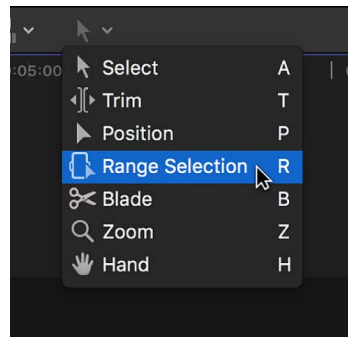 :05:00
Select A
Trim T
Position P
Range Selection R
Blade B
Zoom Z
Hand H